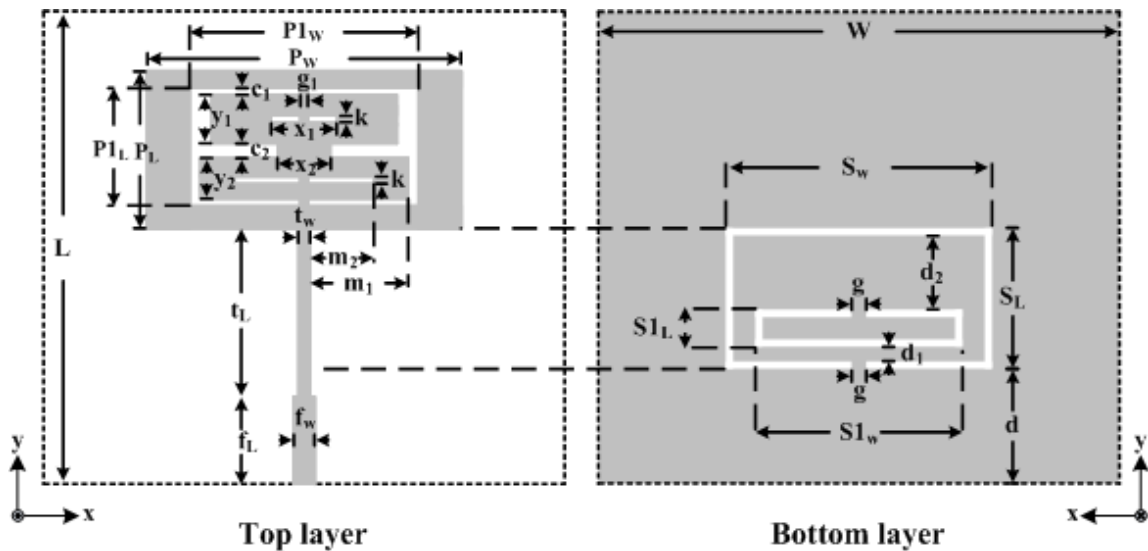 P1w
Pw
g1
c1
k
y1
x1
P1L
PL
c2
x2
k
y2
tw
L
m2
m1
tL
fw
fL
y
x
Top layer
W
Sw
d2
g
SL
S1L
d1
g
S1w
d
y
x
Bottom layer